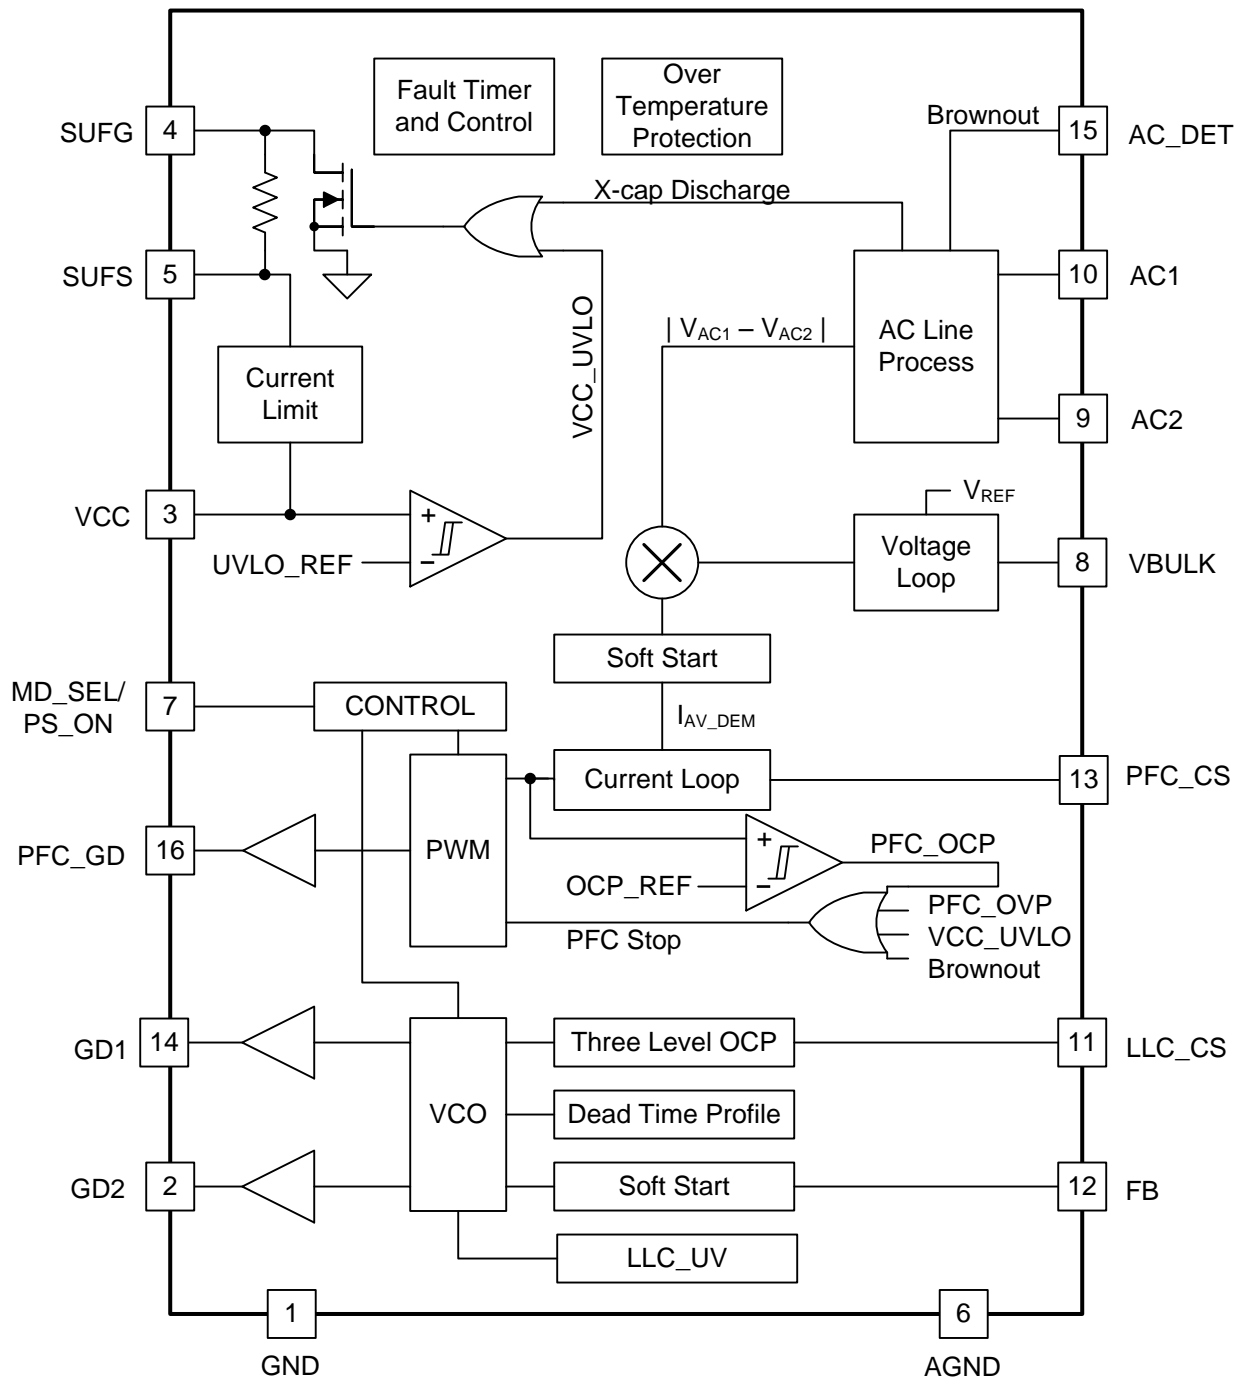 Fault Timer
and Control
Over
Temperature
Protection
SUFG
4
Brownout
15
AC_DET
X-cap Discharge
SUFS
5
10
AC1
| VAC1 – VAC2 |
AC Line
Process
VCC_UVLO
Current
Limit
9
AC2
VCC
3
+
–
UVLO_REF
VREF
Voltage
Loop
8
VBULK
Soft Start
MD_SEL/
PS_ON
7
CONTROL
IAV_DEM
Current Loop
13
PFC_CS
PFC_GD
16
PWM
+
–
OCP_REF
PFC_OCP
PFC_OVP
VCC_UVLO
Brownout
PFC Stop
GD1
14
VCO
Three Level OCP
11
LLC_CS
Dead Time Profile
GD2
2
Soft Start
12
FB
LLC_UV
1
GND
6
AGND